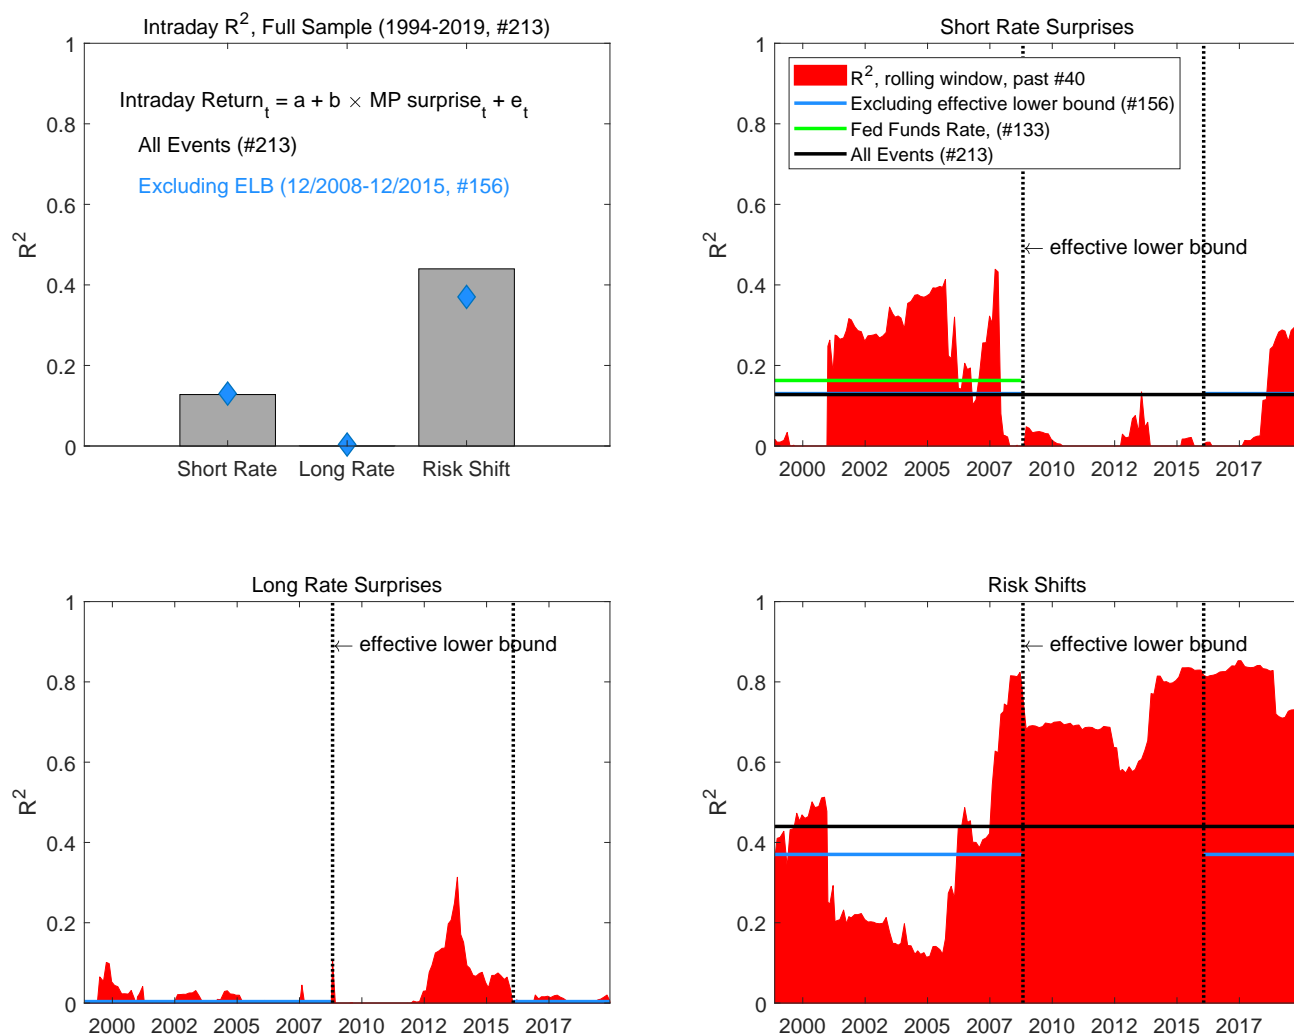 Intraday R², Full Sample (1994-2019, #213)
1
0.8
0.6
0.4
0.2
0
R²
Intraday Returnₜ = a + b × MP surpriseₜ + eₜ
All Events (#213)
Excluding ELB (12/2008-12/2015, #156)
Short Rate Long Rate Risk Shift
Short Rate Surprises
1
0.8
0.6
0.4
0.2
0
R²
R², rolling window, past #40
Excluding effective lower bound (#156)
Fed Funds Rate, (#133)
All Events (#213)
← effective lower bound
2000 2002 2005 2007 2010 2012 2015 2017
Long Rate Surprises
1
0.8
0.6
0.4
0.2
0
R²
← effective lower bound
2000 2002 2005 2007 2010 2012 2015 2017
Risk Shifts
1
0.8
0.6
0.4
0.2
0
R²
← effective lower bound
2000 2002 2005 2007 2010 2012 2015 2017